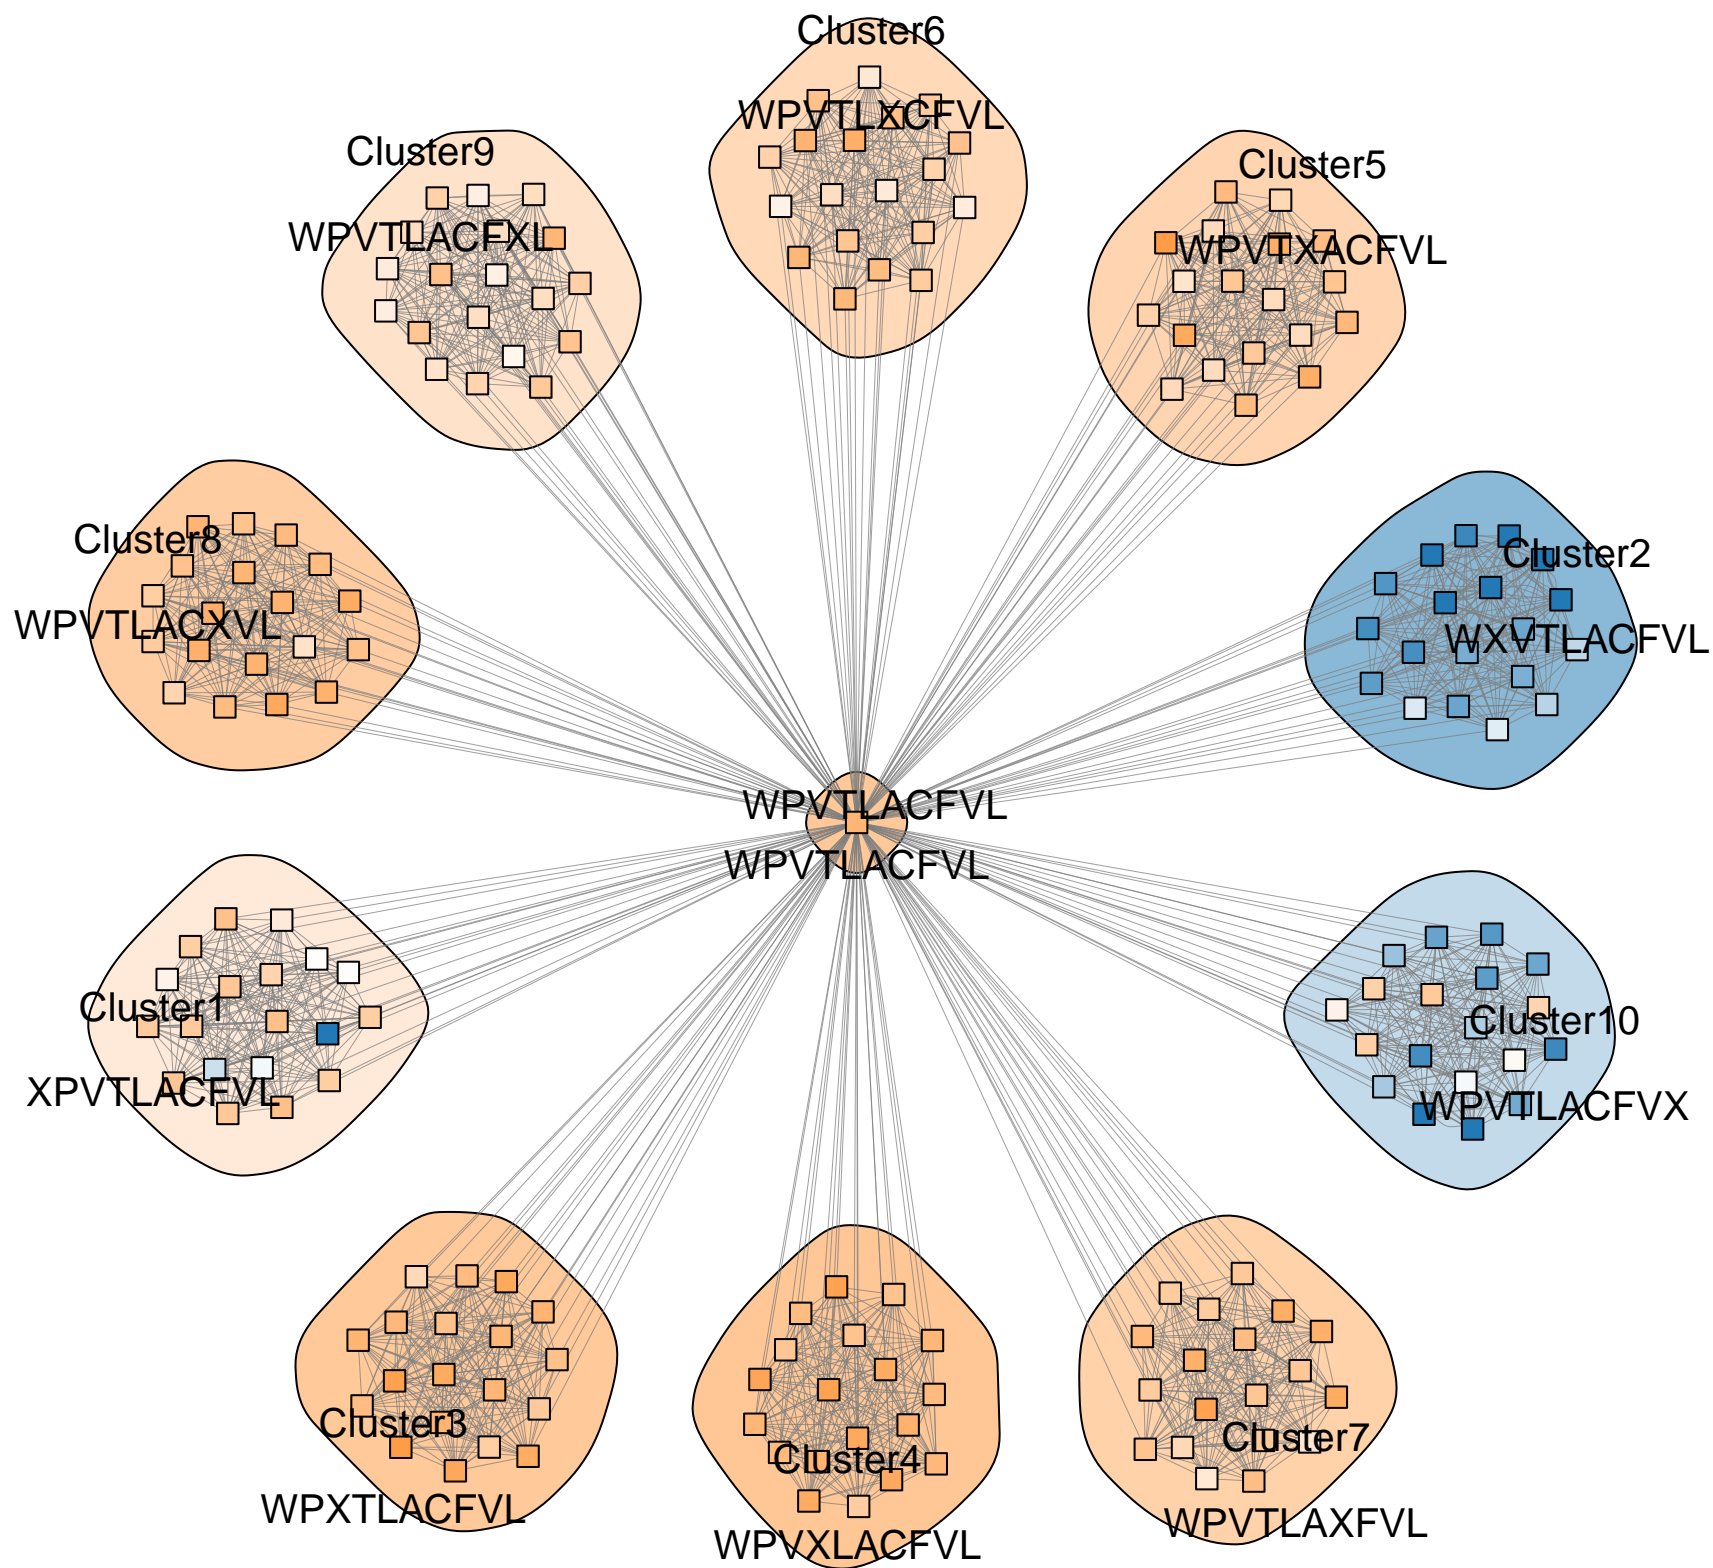 Cluster6
WPVTLXCFVL
Cluster9
WPVTLACFXL
Cluster5
WPVTXACFVL
Cluster8
WPVTLACXVL
Cluster2
WXVTLACFVL
WPVTLACFVL
WPVTLACFVL
Cluster1
XPVTLACFVL
Cluster10
WPVTLACFVX
Cluster3
WPXTLACFVL
Cluster4
WPVXLACFVL
Cluster7
WPVTLAXFVL